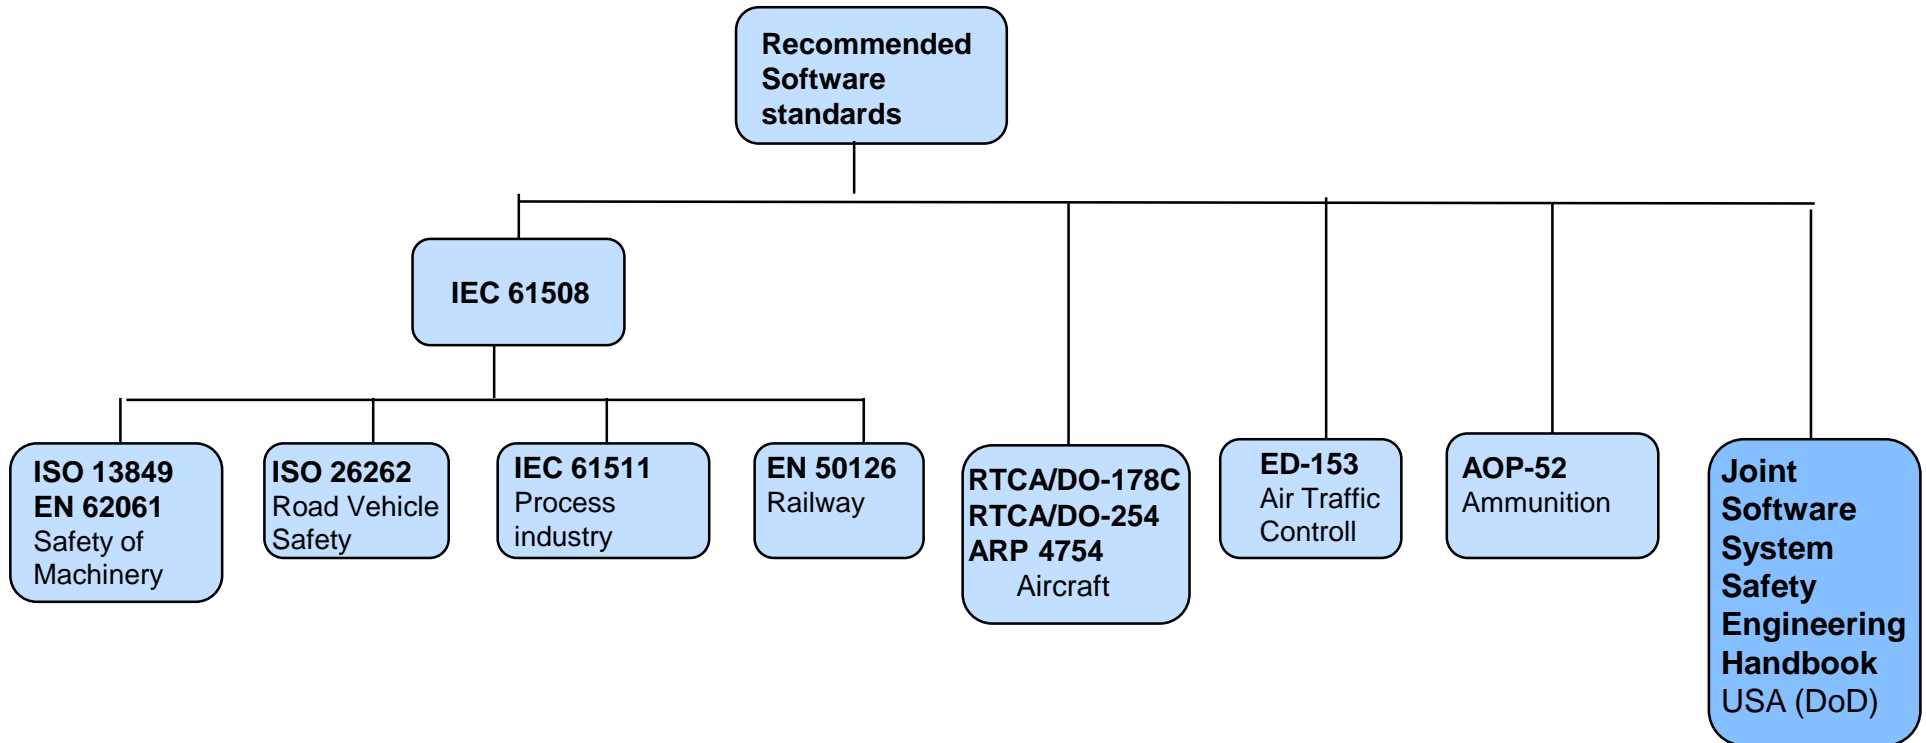 Recommended
Software
standards
IEC 61508
ISO 13849
EN 62061
Safety of
Machinery
ISO 26262
Road Vehicle
Safety
IEC 61511
Process
industry
EN 50126
Railway
RTCA/DO-178C
RTCA/DO-254
ARP 4754
Aircraft
ED-153
Air Traffic
Controll
AOP-52
Ammunition
Joint
Software
System
Safety
Engineering
Handbook
USA (DoD)